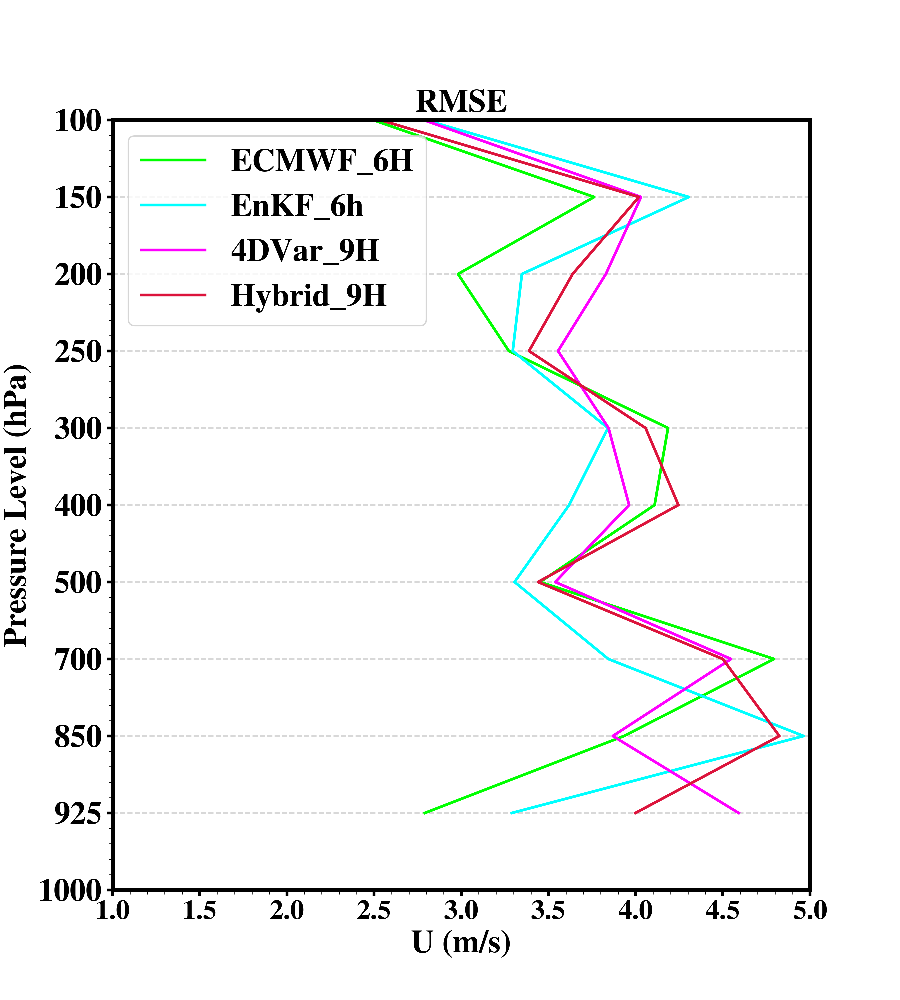 RMSE
100
150
200
250
300
400
500
700
850
925
1000
Pressure Level (hPa)
ECMWF_6H
EnKF_6h
4DVar_9H
Hybrid_9H
1.0 1.5 2.0 2.5 3.0 3.5 4.0 4.5 5.0
U (m/s)